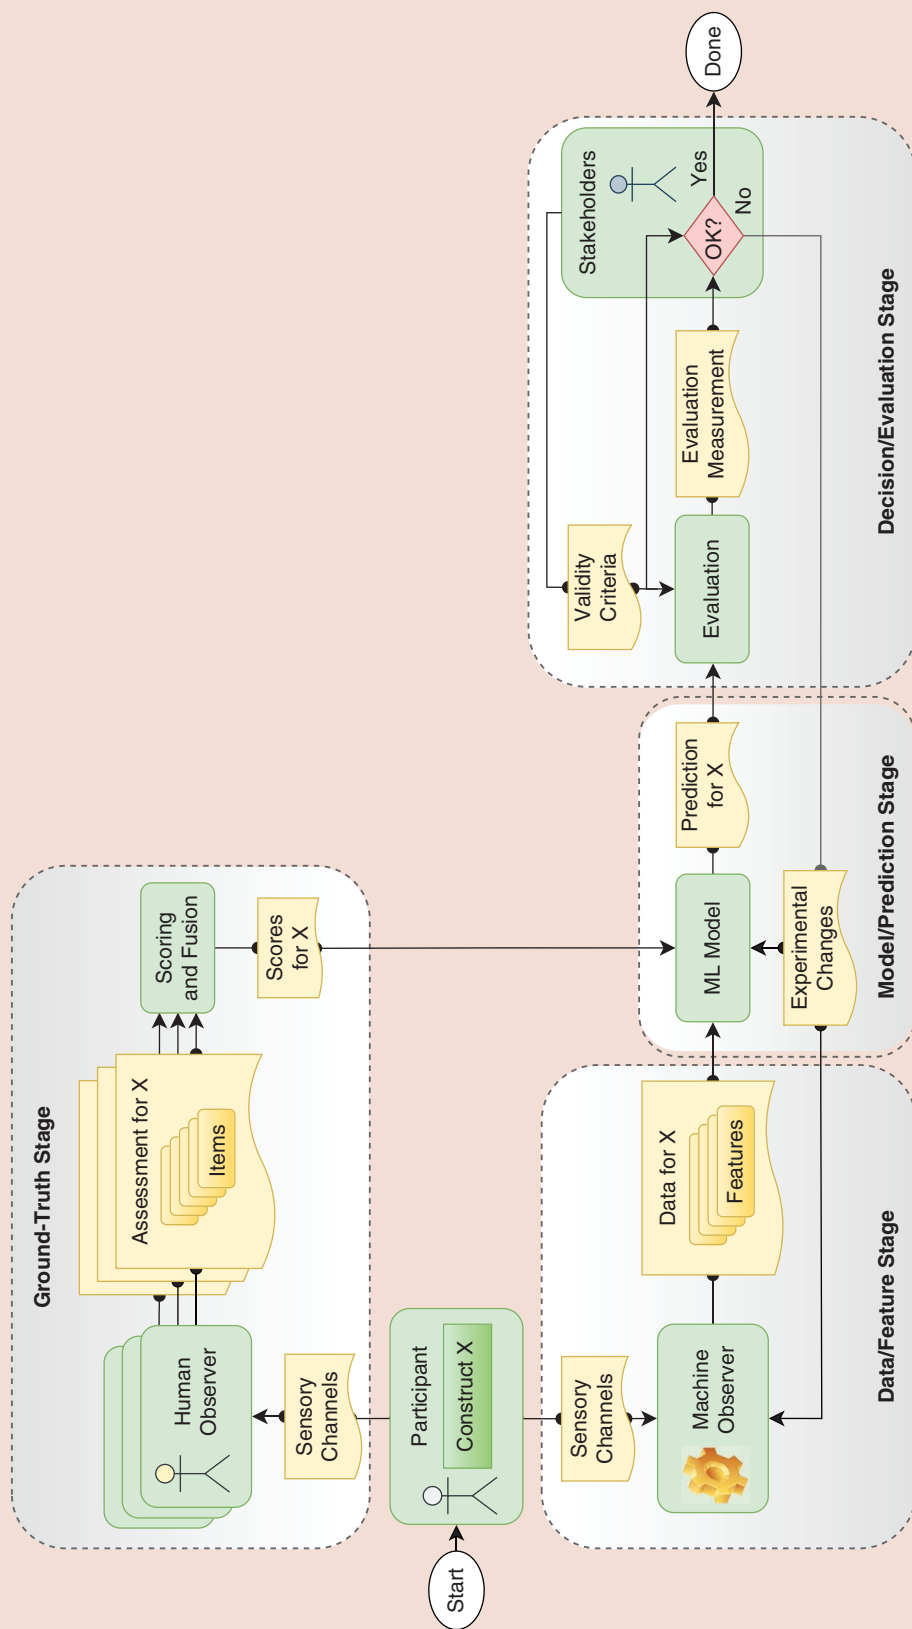 Ground-Truth Stage
Human
Observer
Assessment for X
Items
Scoring
and Fusion
Scores
for X
Sensory
Channels
Start
Participant
Construct X
Sensory
Channels
Machine
Observer
Data for X
Features
Data/Feature Stage
ML Model
Prediction
for X
Experimental
Changes
Model/Prediction Stage
Validity
Criteria
Evaluation
Evaluation
Measurement
Stakeholders
OK?
Yes
No
Decision/Evaluation Stage
Done